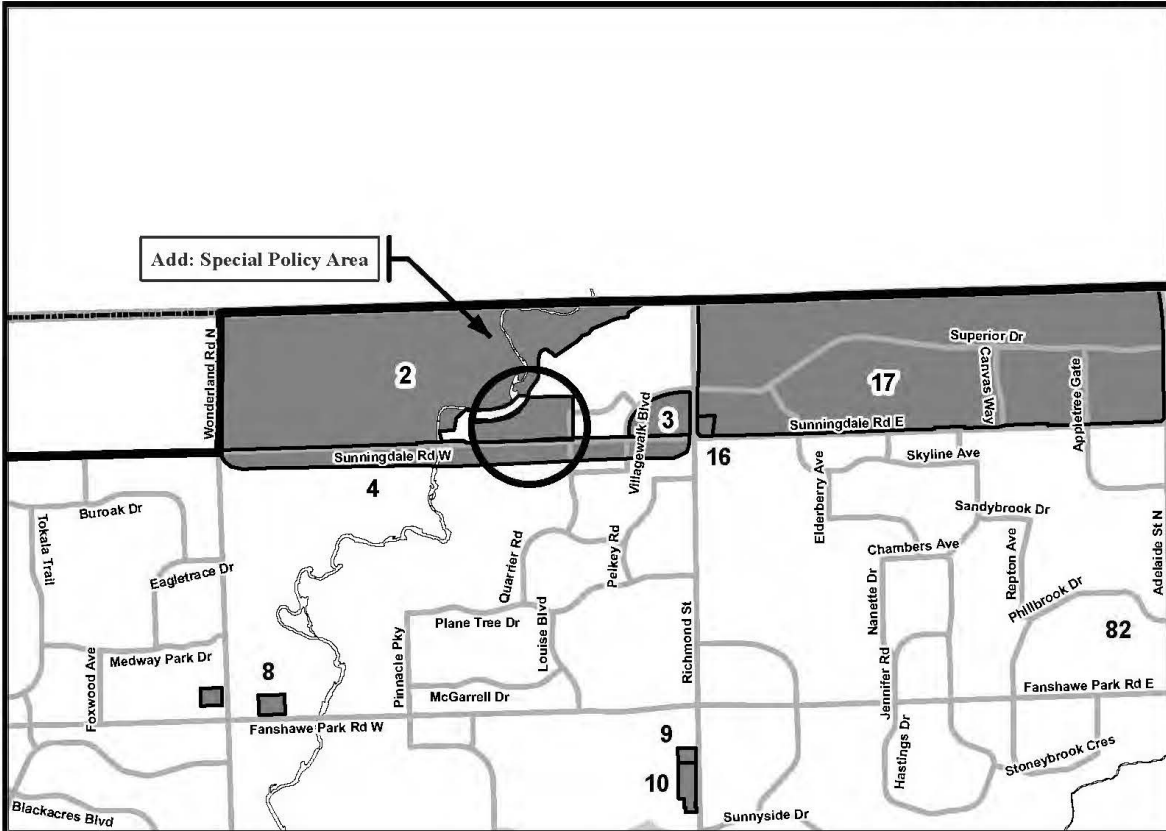 Add: Special Policy Area
Wonderland Rd N
2
Superior Dr
Canvas Way
Appletree Gate
17
3
Villagewalk Blvd
Sunningdale Rd E
Sunningdale Rd W
16
4
Skyline Ave
Elderberry Ave
Sandybrook Dr
Buroak Dr
Tokala Trail
Quarrier Rd
Pelkey Rd
Chambers Ave
Repton Ave
Adelaide St N
Eagletrace Dr
Nanette Dr
Phillbrook Dr
Plane Tree Dr
Louise Blvd
Richmond St
82
Medway Park Dr
Foxwood Ave
8
Pinnacle Pky
McGarrell Dr
Jennifer Rd
Fanshawe Park Rd E
Fanshawe Park Rd W
9
10
Hastings Dr
Stoneybrook Cres
Blackacres Blvd
Sunnyside Dr